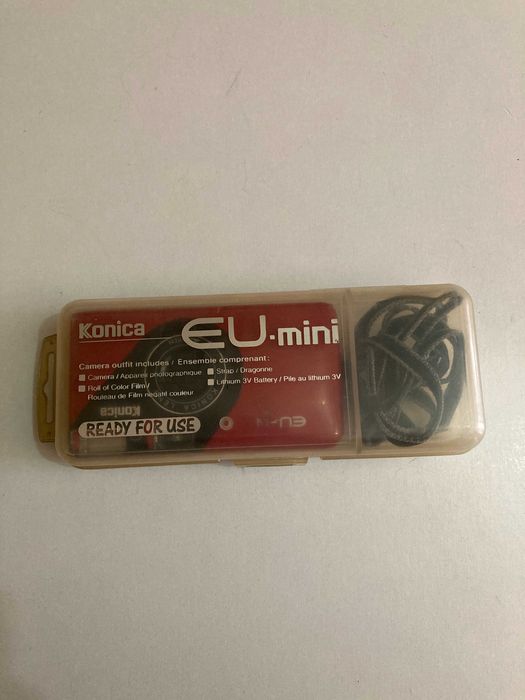 Konica EU-mini
Camera outfit includes / Ensemble comprenant:
Camera / Appareil photographique
Strap / Dragonne
Roll of Color Film /
Rouleau de Film négatif couleur
Lithium 3V Battery / Pile au lithium 3V
Konica
KONICA
READY FOR USE